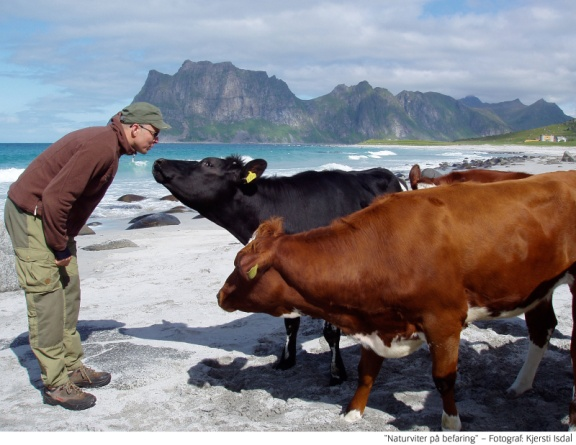 "Naturviter på befaring" – Fotograf: Kjersti Isdal